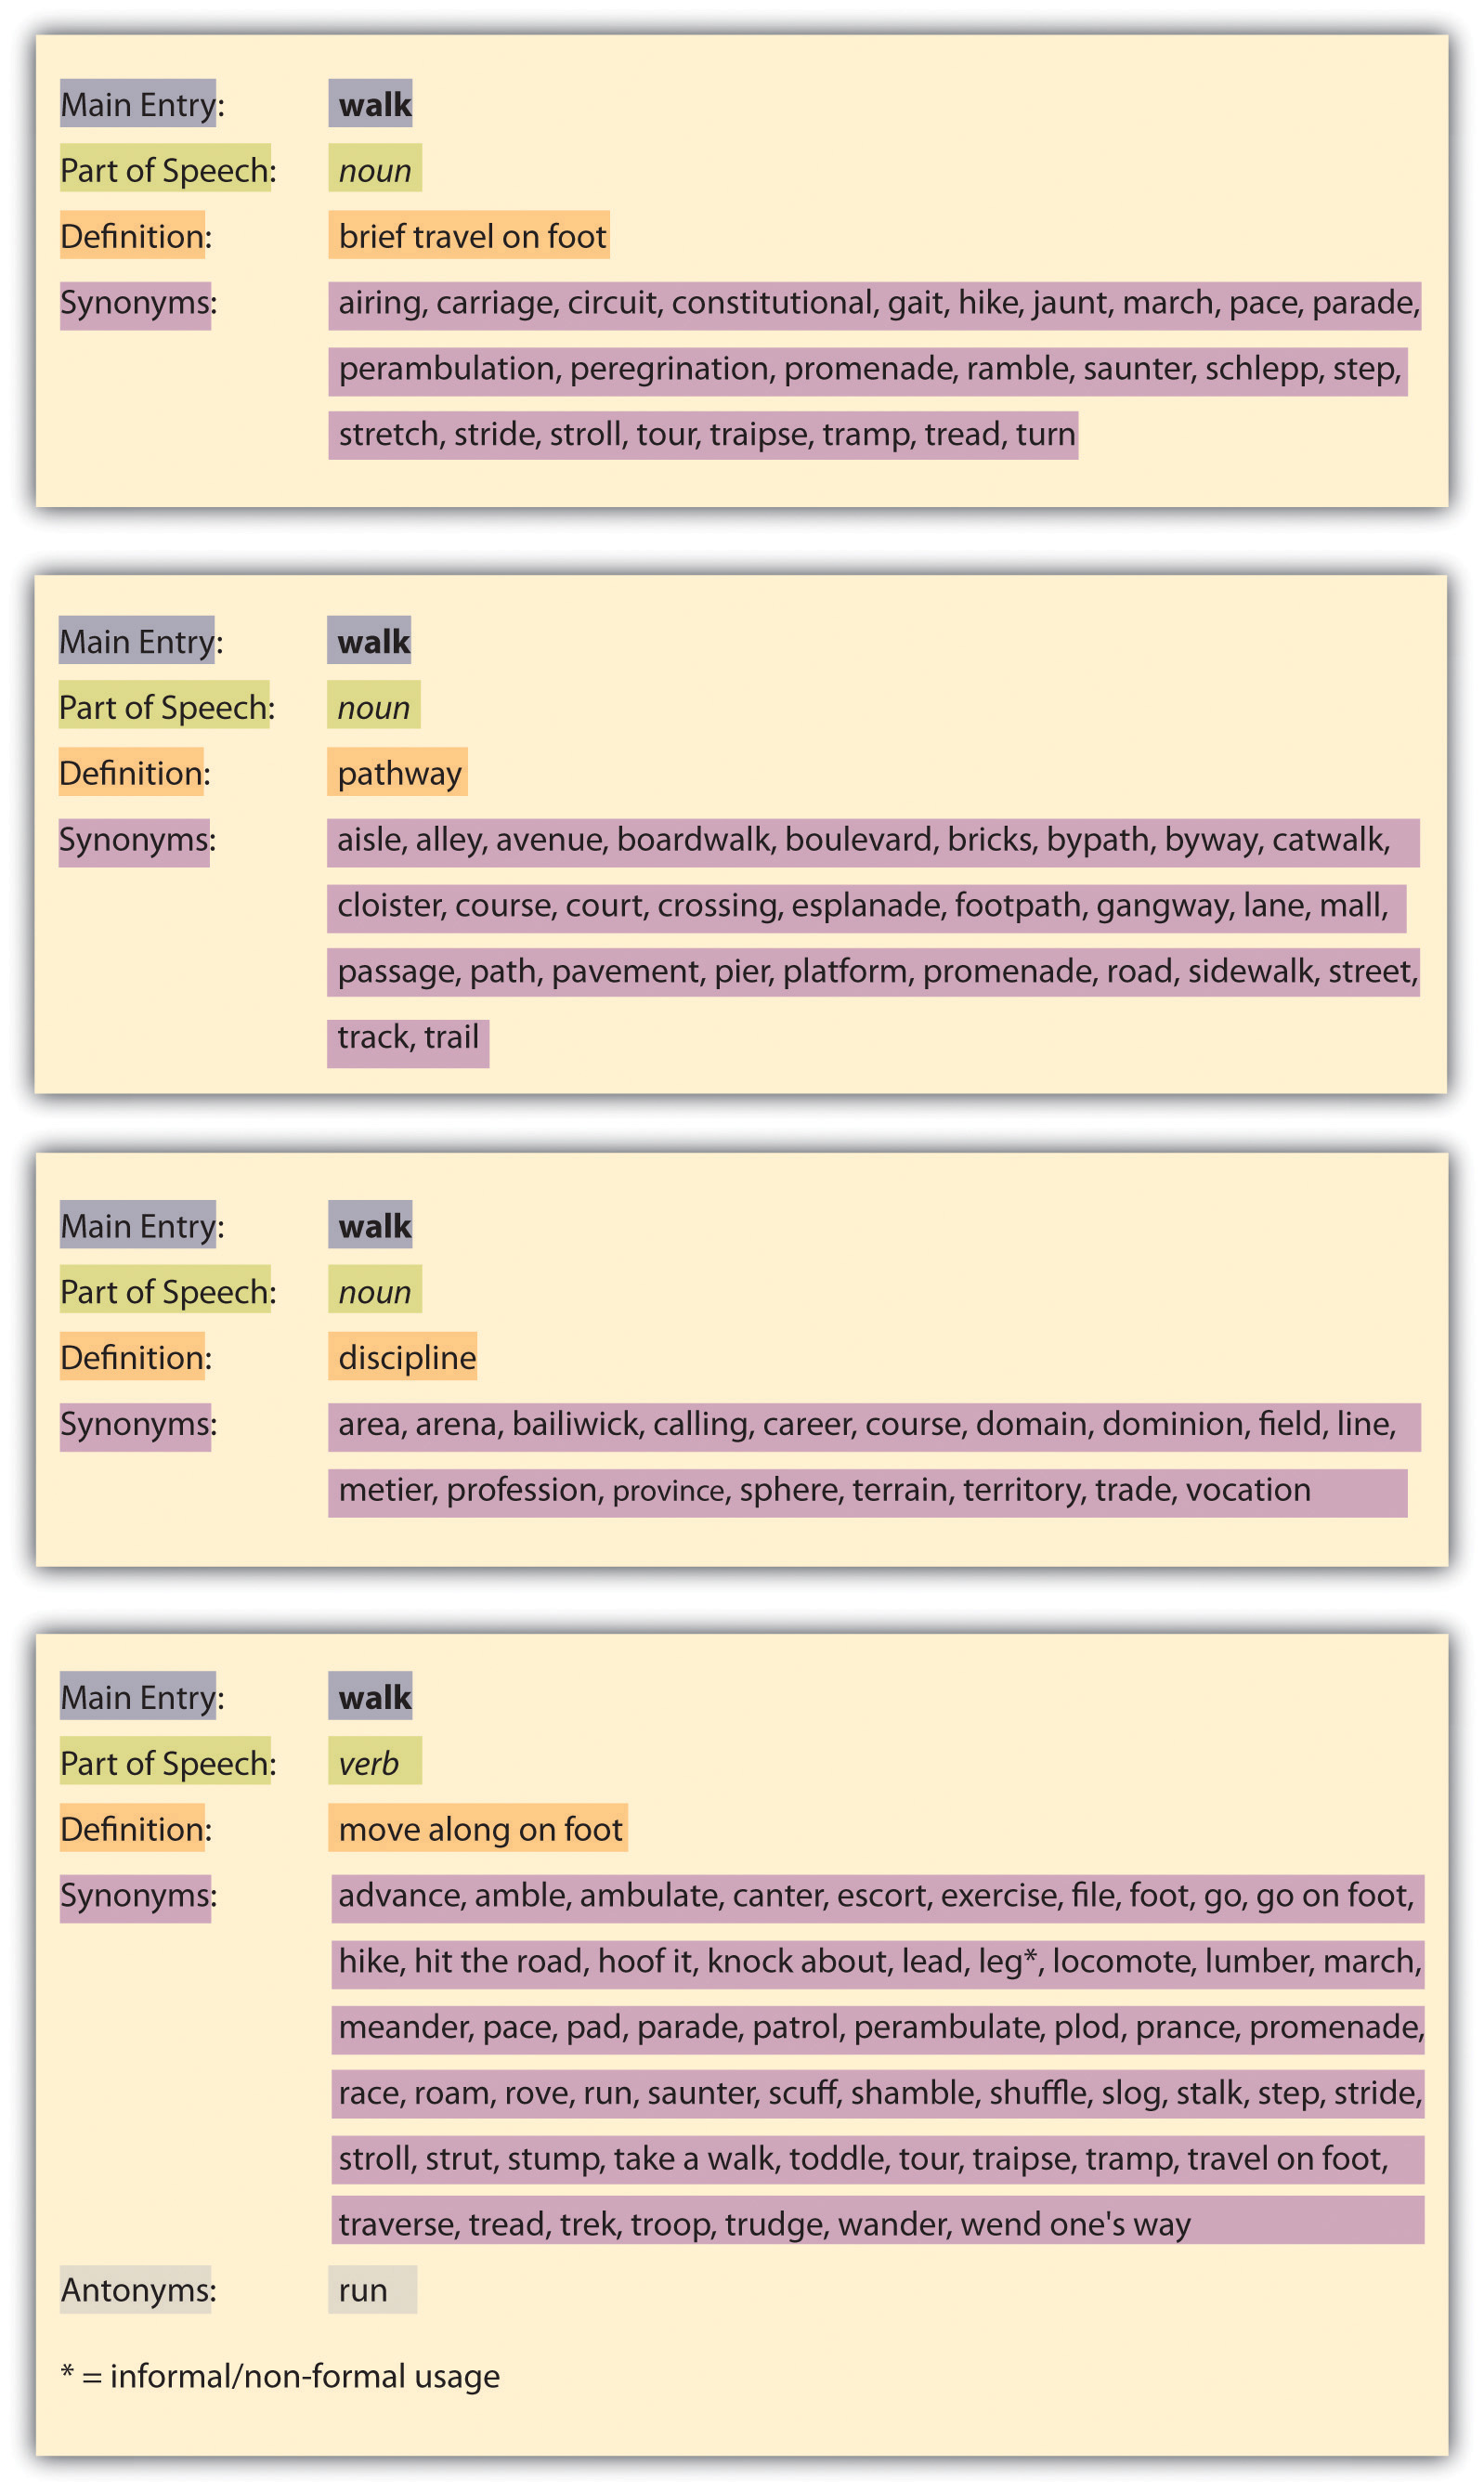 Main Entry: walk
Part of Speech: noun
Definition: brief travel on foot
Synonyms: airing, carriage, circuit, constitutional, gait, hike, jaunt, march, pace, parade,
perambulation, peregrination, promenade, ramble, saunter, schlepp, step,
stretch, stride, stroll, tour, traipse, tramp, tread, turn
Main Entry: walk
Part of Speech: noun
Definition: pathway
Synonyms: aisle, alley, avenue, boardwalk, boulevard, bricks, bypath, byway, catwalk,
cloister, course, court, crossing, esplanade, footpath, gangway, lane, mall,
passage, path, pavement, pier, platform, promenade, road, sidewalk, street,
track, trail
Main Entry: walk
Part of Speech: noun
Definition: discipline
Synonyms: area, arena, bailiwick, calling, career, course, domain, dominion, field, line,
metier, profession, province, sphere, terrain, territory, trade, vocation
Main Entry: walk
Part of Speech: verb
Definition: move along on foot
Synonyms: advance, amble, ambulate, canter, escort, exercise, file, foot, go, go on foot,
hike, hit the road, hoof it, knock about, lead, leg*, locomote, lumber, march,
meander, pace, pad, parade, patrol, perambulate, plod, prance, promenade,
race, roam, rove, run, saunter, scuff, shamble, shuffle, slog, stalk, step, stride,
stroll, strut, stump, take a walk, toddle, tour, traipse, tramp, travel on foot,
traverse, tread, trek, troop, trudge, wander, wend one's way
Antonyms: run
* = informal/non-formal usage